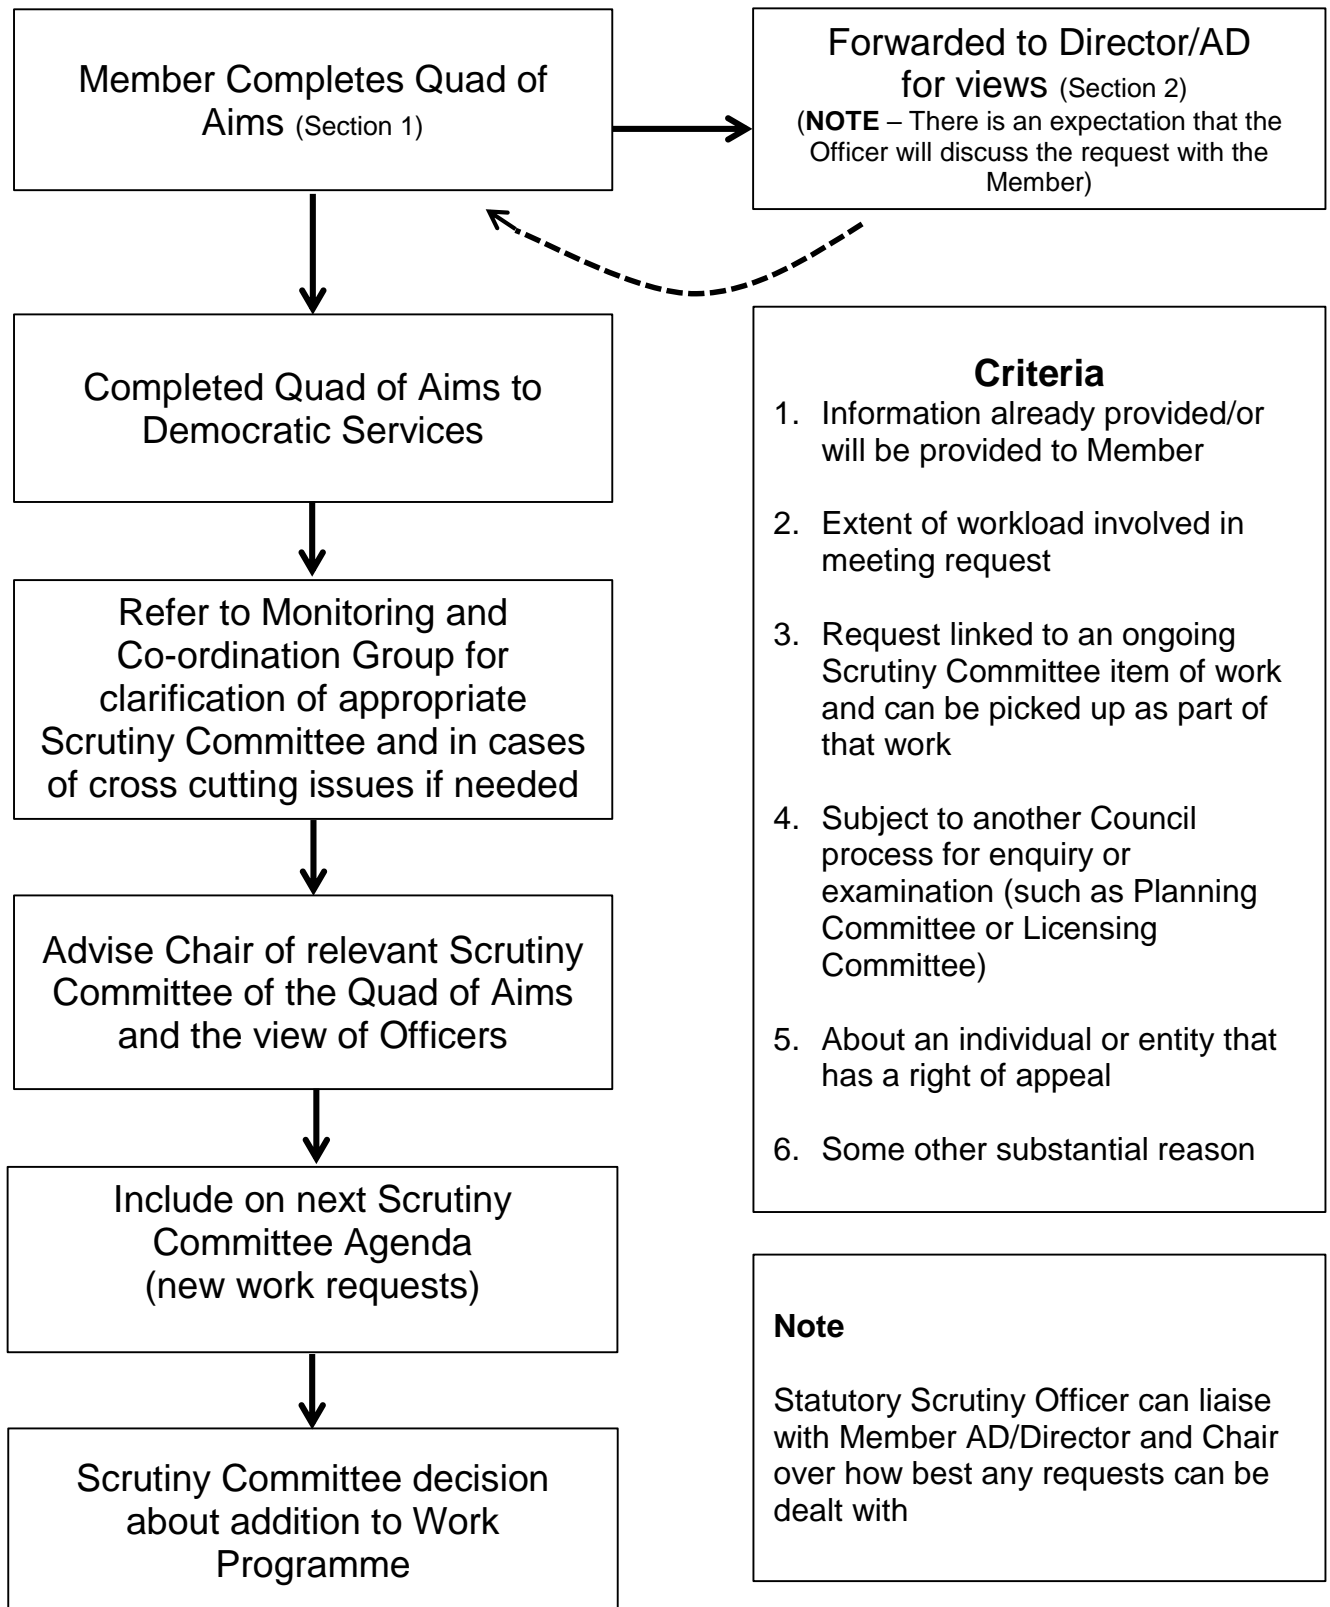 Member Completes Quad of
Aims (Section 1)
Forwarded to Director/AD
for views (Section 2)
(NOTE – There is an expectation that the
Officer will discuss the request with the
Member)
Completed Quad of Aims to
Democratic Services
Refer to Monitoring and
Co-ordination Group for
clarification of appropriate
Scrutiny Committee and in cases
of cross cutting issues if needed
Advise Chair of relevant Scrutiny
Committee of the Quad of Aims
and the view of Officers
Include on next Scrutiny
Committee Agenda
(new work requests)
Scrutiny Committee decision
about addition to Work
Programme
Criteria
1. Information already provided/or
will be provided to Member
2. Extent of workload involved in
meeting request
3. Request linked to an ongoing
Scrutiny Committee item of work
and can be picked up as part of
that work
4. Subject to another Council
process for enquiry or
examination (such as Planning
Committee or Licensing
Committee)
5. About an individual or entity that
has a right of appeal
6. Some other substantial reason
Note
Statutory Scrutiny Officer can liaise
with Member AD/Director and Chair
over how best any requests can be
dealt with